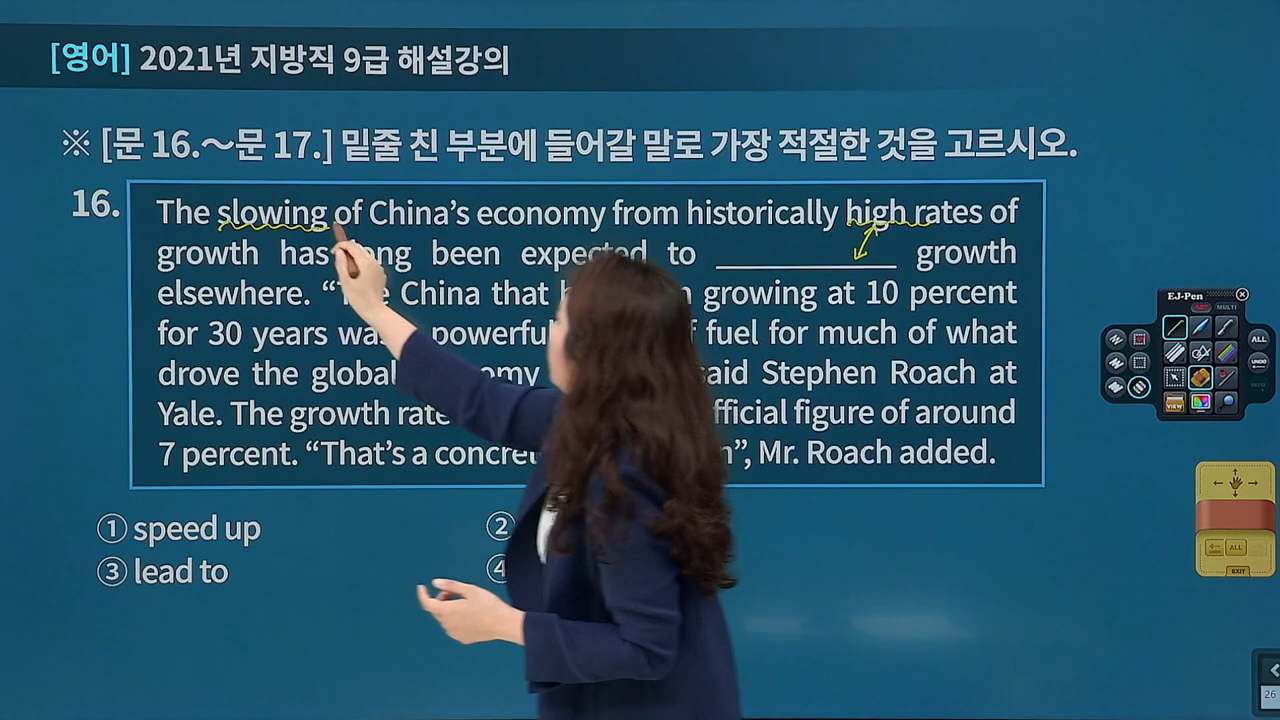 [영어] 2021년 지방직 9급 해설강의
※ [문 16.～문 17.] 밑줄 친 부분에 들어갈 말로 가장 적절한 것을 고르시오.
16.
The slowing of China's economy from historically high rates of
growth has long been expected to __________ growth
elsewhere. “ China that growing at 10 percent
for 30 years was powerful fuel for much of what
drove the global said Stephen Roach at
Yale. The growth rate official figure of around
7 percent. “That's a concrete ”, Mr. Roach added.
① speed up ②
③ lead to ④
EJ-Pen
MULTI
ALL
UNDO
VIEW
ALL
EXIT
26